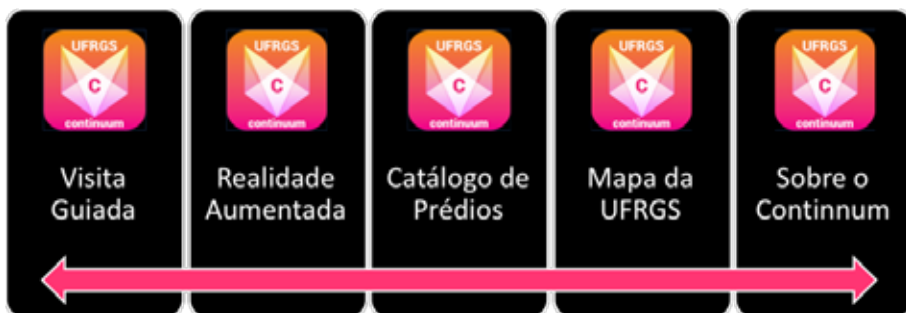 UFRGS
C
continuum
Visita
Guiada
UFRGS
C
continuum
Realidade
Aumentada
UFRGS
C
continuum
Catálogo de
Prédios
UFRGS
C
continuum
Mapa da
UFRGS
UFRGS
C
continuum
Sobre o
Continnum